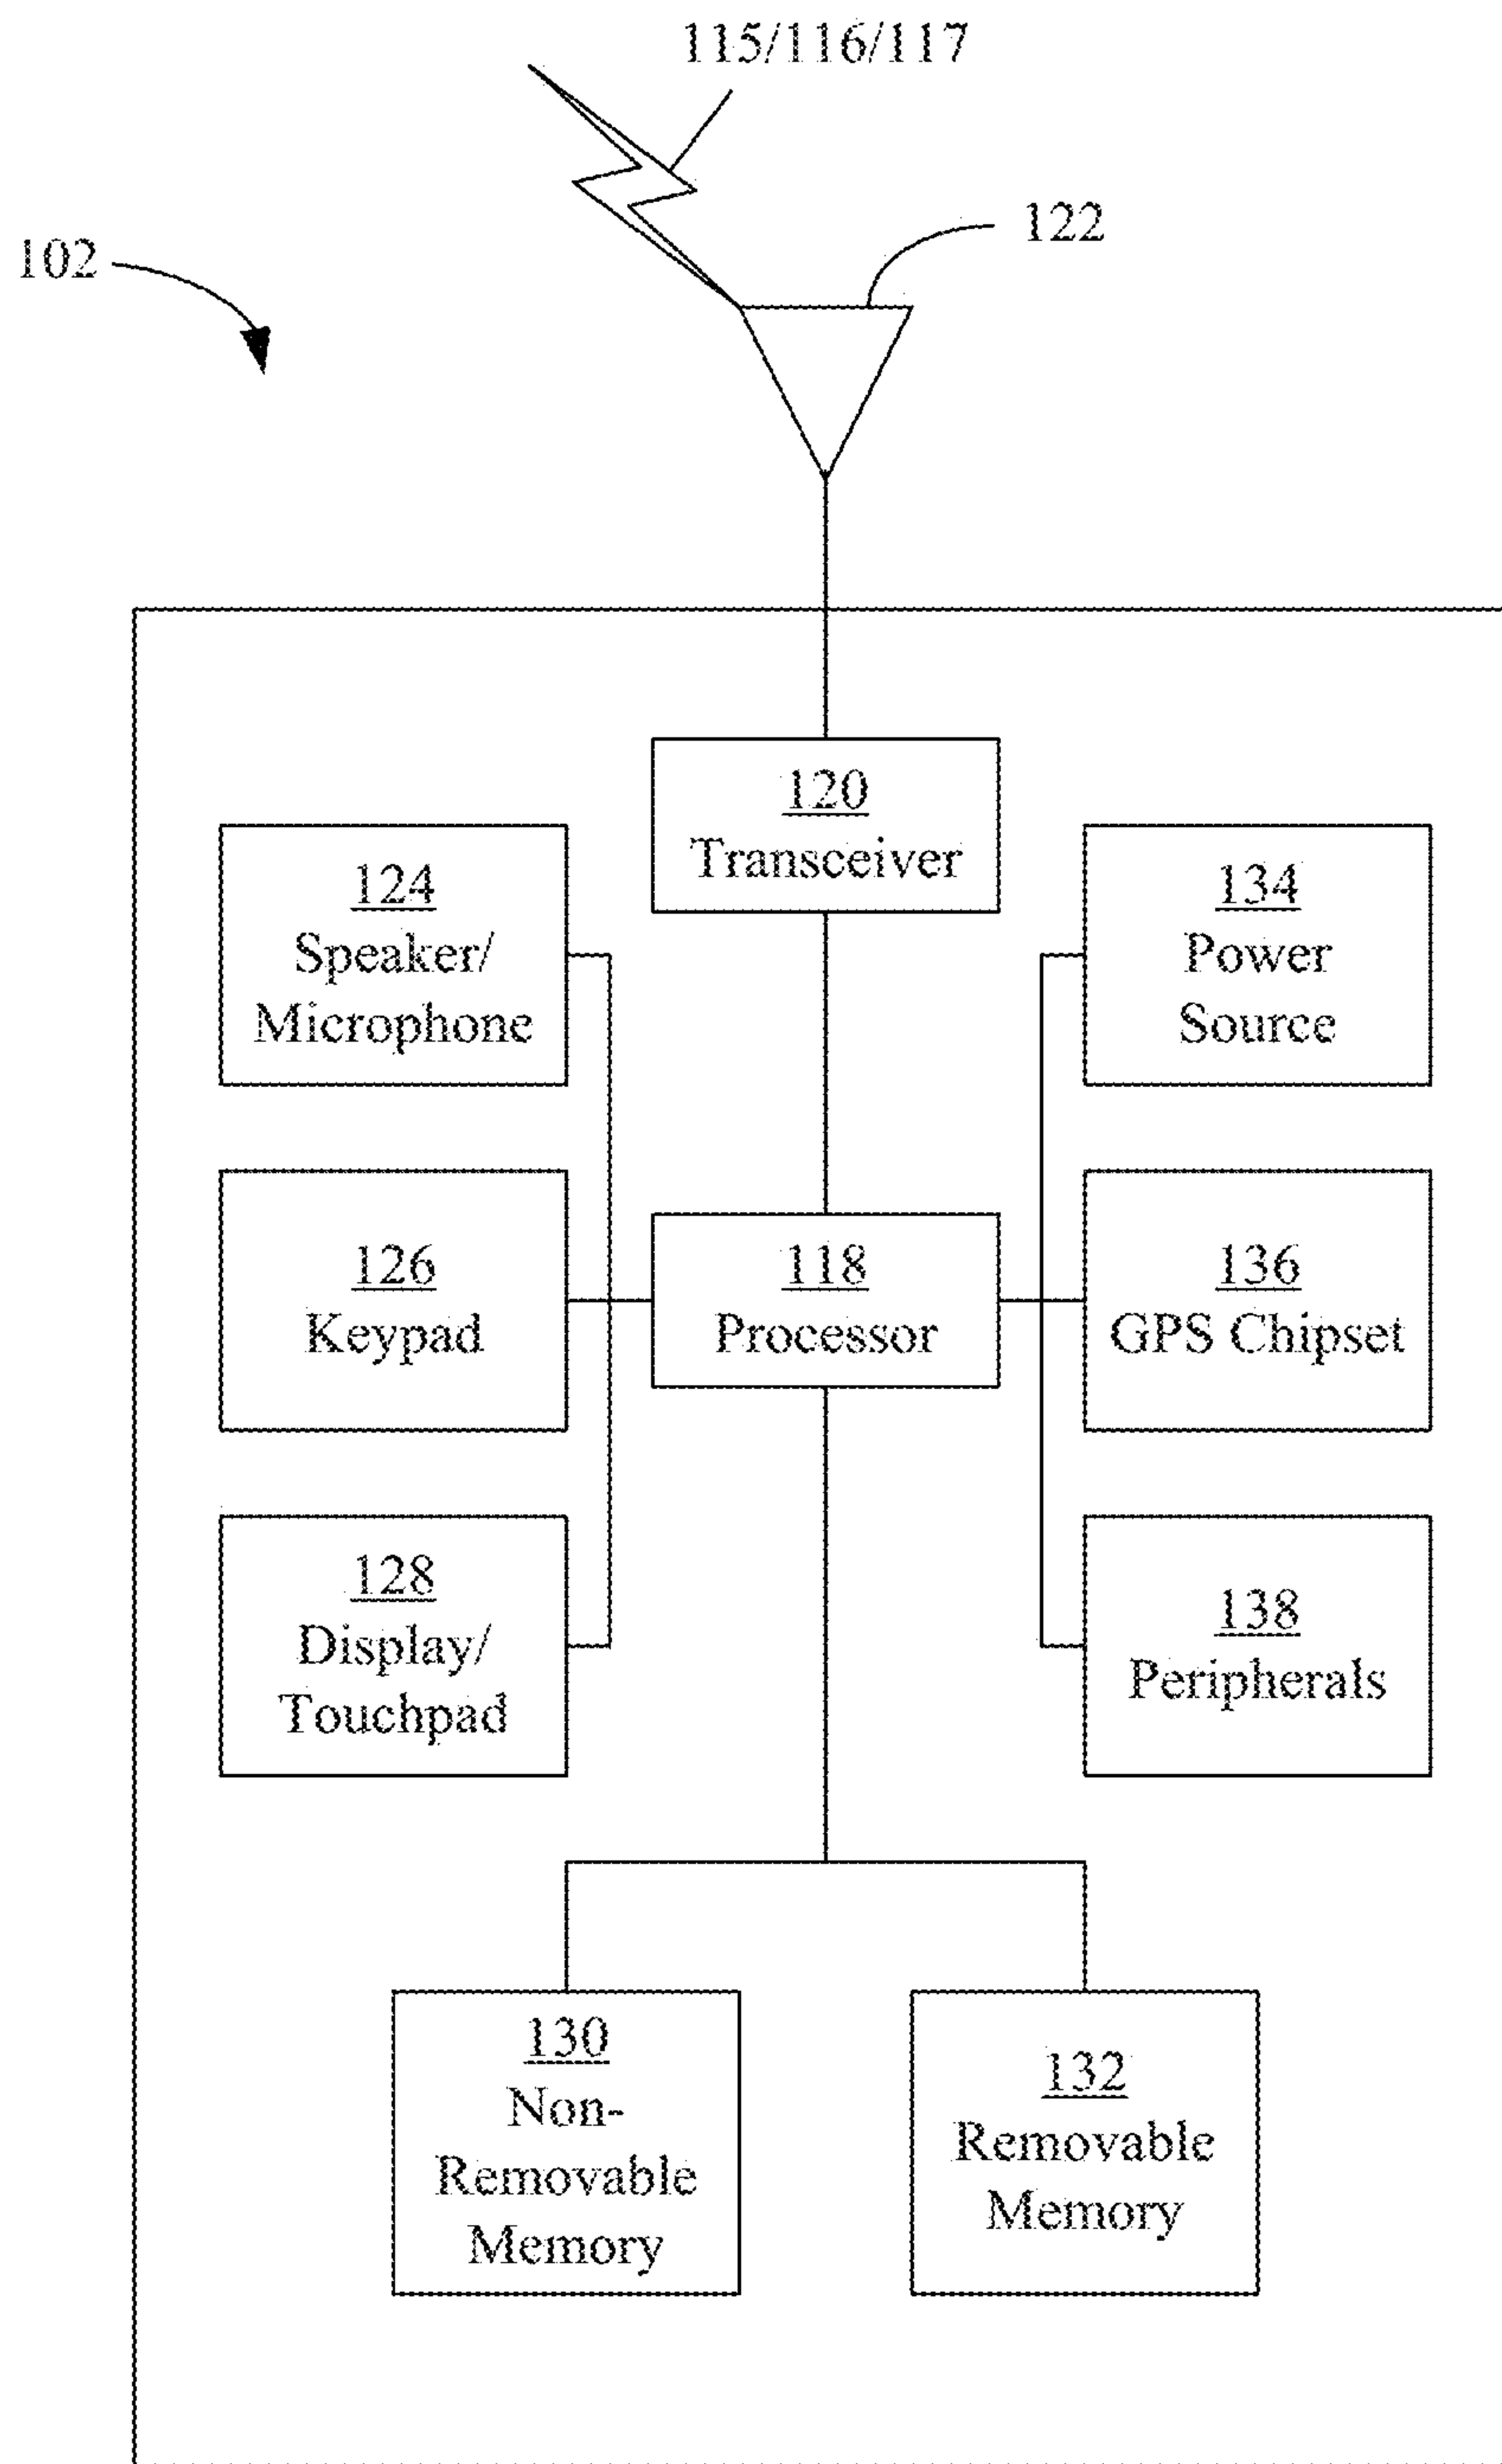 115/116/117
122
102
120
Transceiver
124
Speaker/
Microphone
134
Power
Source
126
Keypad
118
Processor
136
GPS Chipset
128
Display/
Touchpad
138
Peripherals
130
Non-
Removable
Memory
132
Removable
Memory